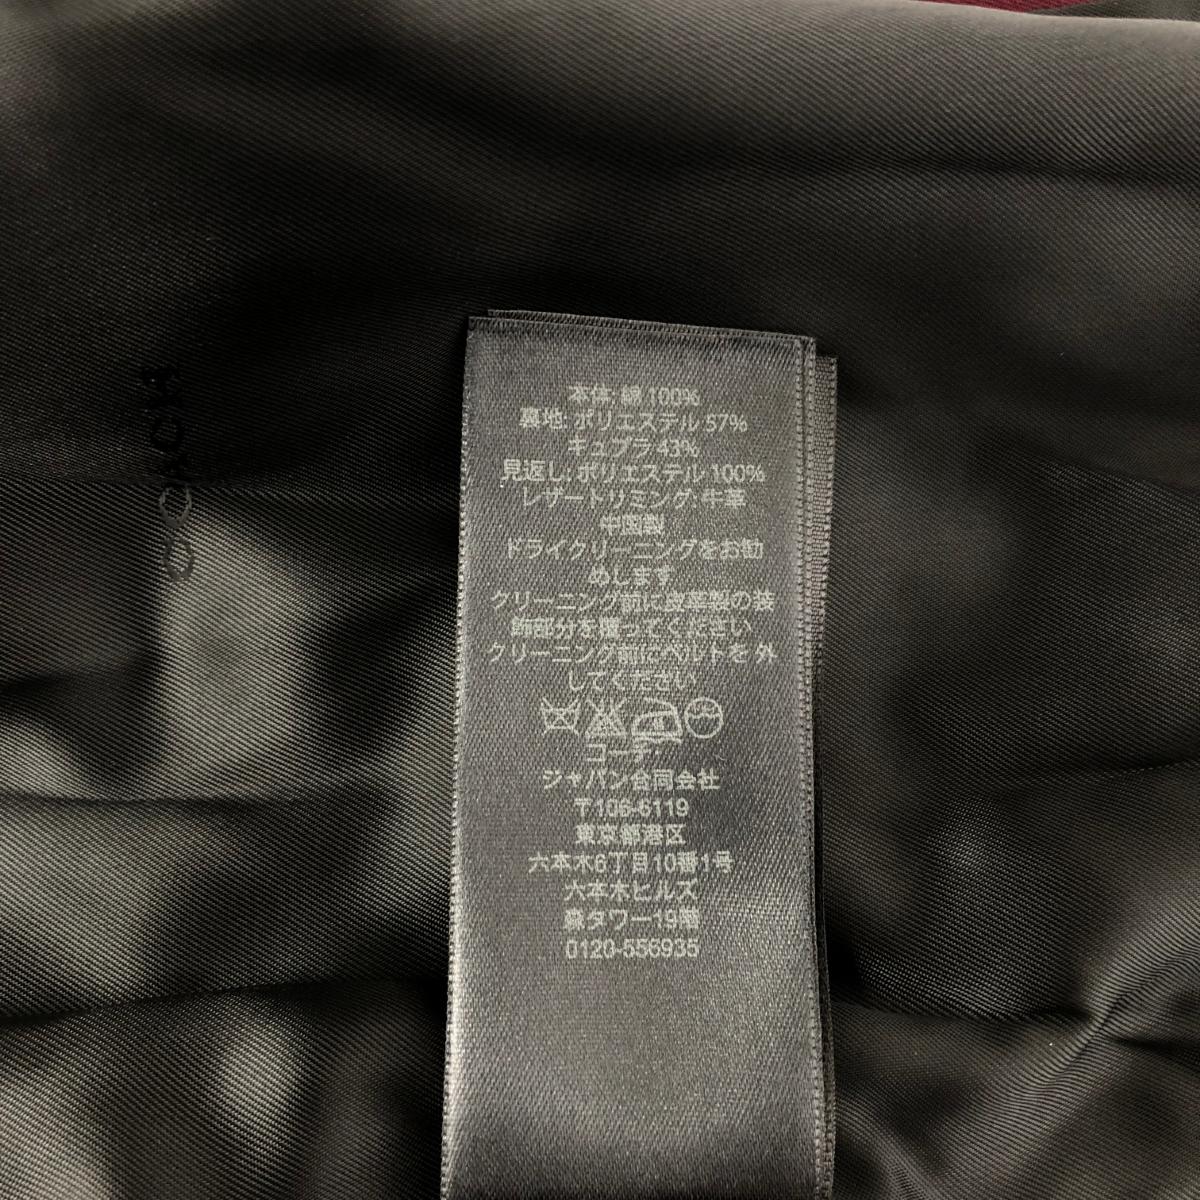 COACH
本体: 綿 100%
裏地: ポリエステル 57%
キュプラ 43%
見返し: ポリエステル 100%
レザートリミング: 牛革
中国製
ドライクリーニングをお勧
めします
クリーニング前に皮革製の装
飾部分を覆ってください
クリーニング前にベルトを 外
してください
コーチ・
ジャパン合同会社
〒106-6119
東京都港区
六本木6丁目10番1号
六本木ヒルズ
森タワー19階
0120-556935